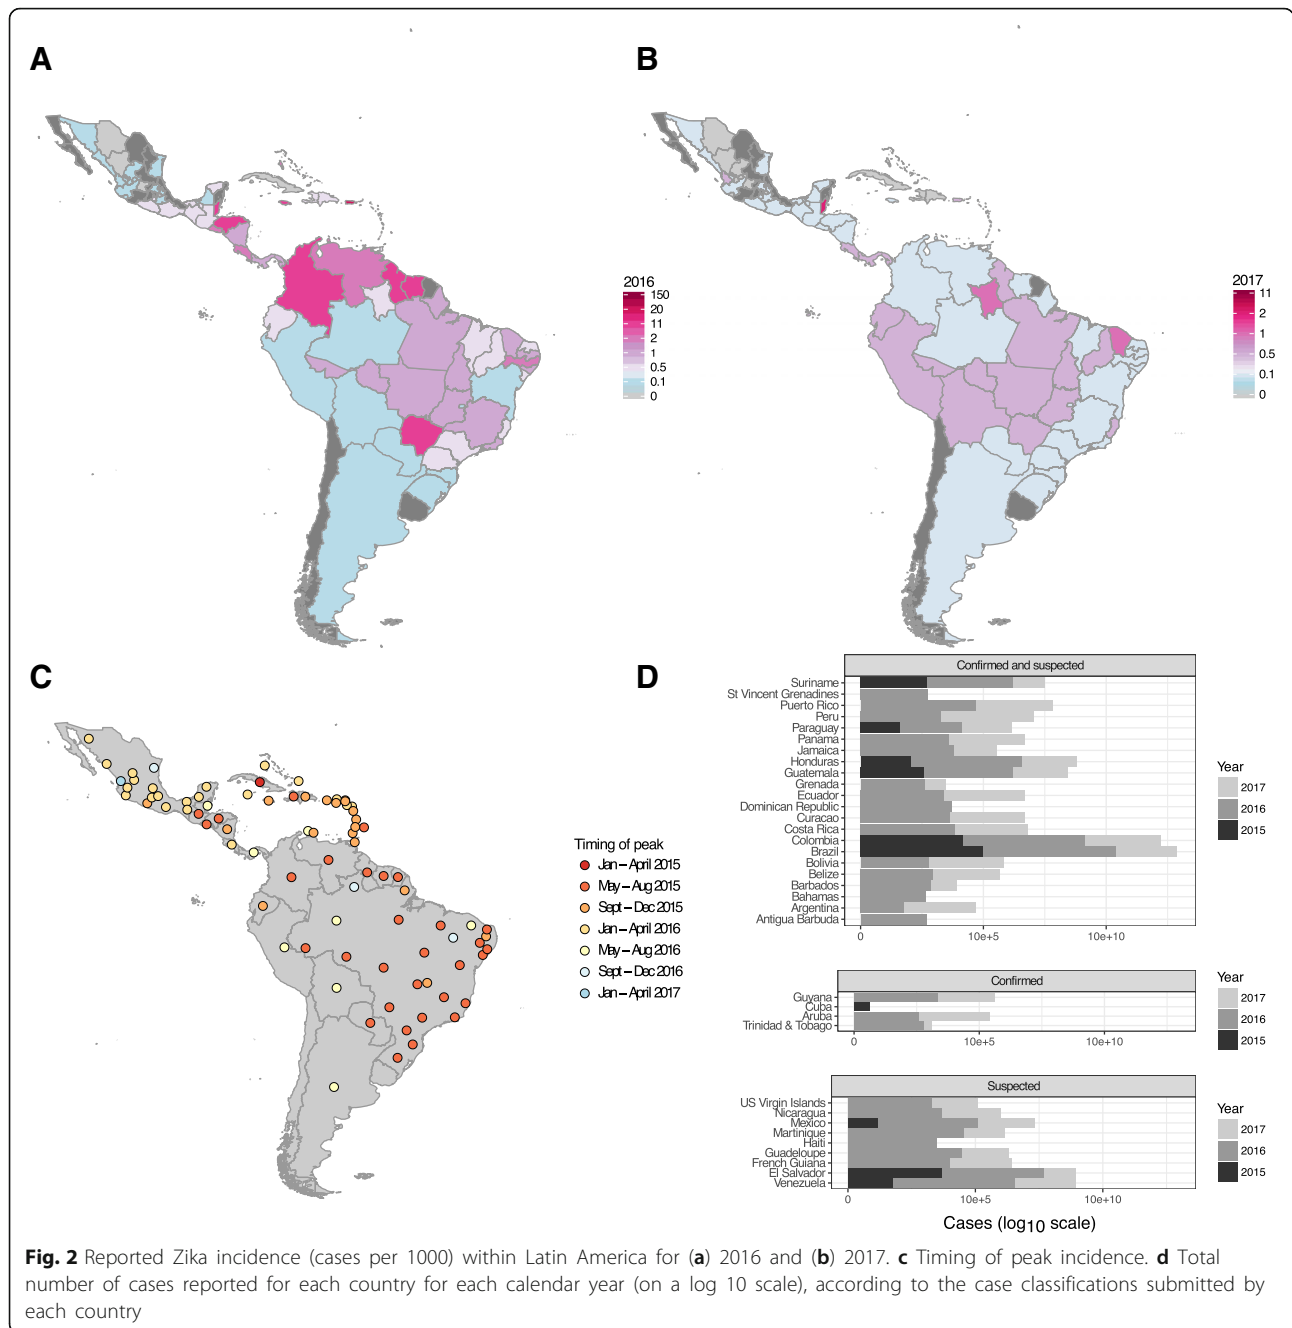 A
B
2016
150
20
11
2
1
0.5
0.1
0
2017
11
2
1
0.5
0.1
0
C
Timing of peak
Jan – April 2015
May – Aug 2015
Sept – Dec 2015
Jan – April 2016
May – Aug 2016
Sept – Dec 2016
Jan – April 2017
D
Confirmed and suspected
Suriname
St Vincent Grenadines
Puerto Rico
Peru
Paraguay
Panama
Jamaica
Honduras
Guatemala
Grenada
Ecuador
Dominican Republic
Curacao
Costa Rica
Colombia
Brazil
Bolivia
Belize
Barbados
Bahamas
Argentina
Antigua Barbuda
0 10e+5 10e+10
Year
2017
2016
2015
Confirmed
Guyana
Cuba
Aruba
Trinidad & Tobago
0 10e+5 10e+10
Year
2017
2016
2015
Suspected
US Virgin Islands
Nicaragua
Mexico
Martinique
Haiti
Guadeloupe
French Guiana
El Salvador
Venezuela
0 10e+5 10e+10
Year
2017
2016
2015
Cases (log10 scale)
Fig. 2 Reported Zika incidence (cases per 1000) within Latin America for (a) 2016 and (b) 2017. c Timing of peak incidence. d Total
number of cases reported for each country for each calendar year (on a log 10 scale), according to the case classifications submitted by
each country